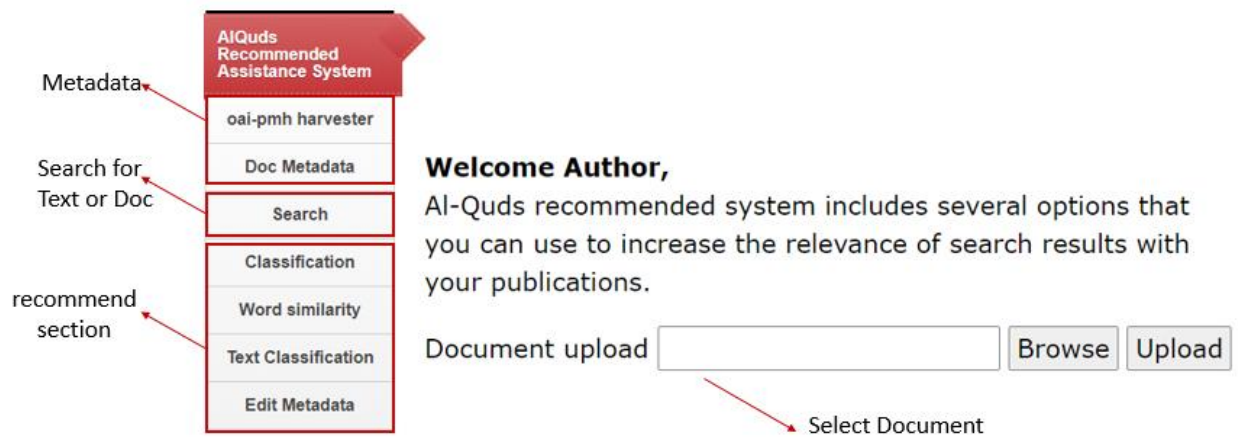 AlQuds
Recommended
Assistance System
Metadata
oai-pmh harvester
Doc Metadata
Search for
Text or Doc
Search
Classification
recommend
section
Word similarity
Text Classification
Edit Metadata
Welcome Author,
Al-Quds recommended system includes several options that
you can use to increase the relevance of search results with
your publications.
Document upload Browse Upload
Select Document